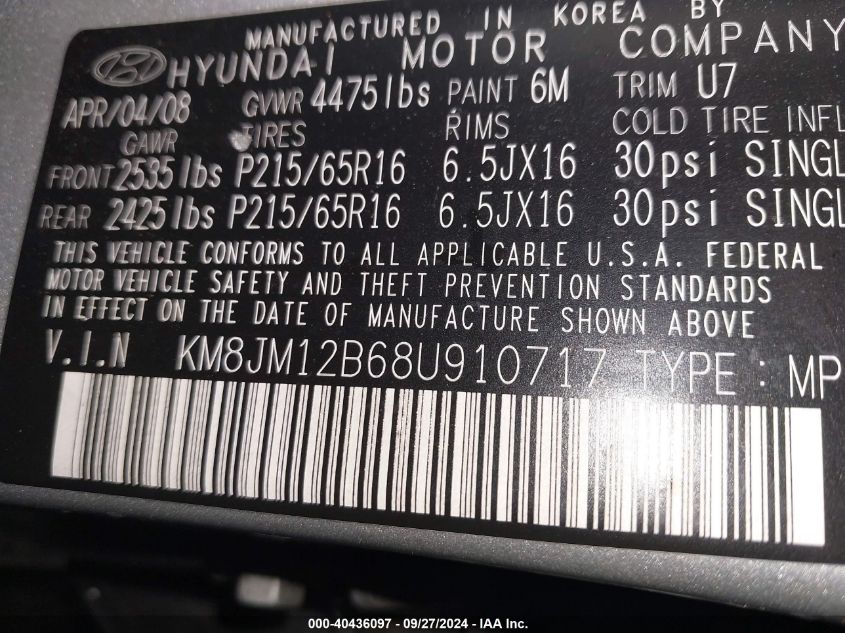 MANUFACTURED IN KOREA BY
HYUNDAI MOTOR COMPANY
APR/04/08 GVWR 4475lbs PAINT 6M TRIM U7
GAWR TIRES RIMS COLD TIRE INFL
FRONT 2535lbs P215/65R16 6.5JX16 30psi SINGL
REAR 2425lbs P215/65R16 6.5JX16 30psi SINGL
THIS VEHICLE CONFORMS TO ALL APPLICABLE U.S.A. FEDERAL
MOTOR VEHICLE SAFETY AND THEFT PREVENTION STANDARDS
IN EFFECT ON THE DATE OF MANUFACTURE SHOWN ABOVE
V.I.N KM8JM12B68U910717 TYPE : MP
000-40436097 - 09/27/2024 - IAA Inc.